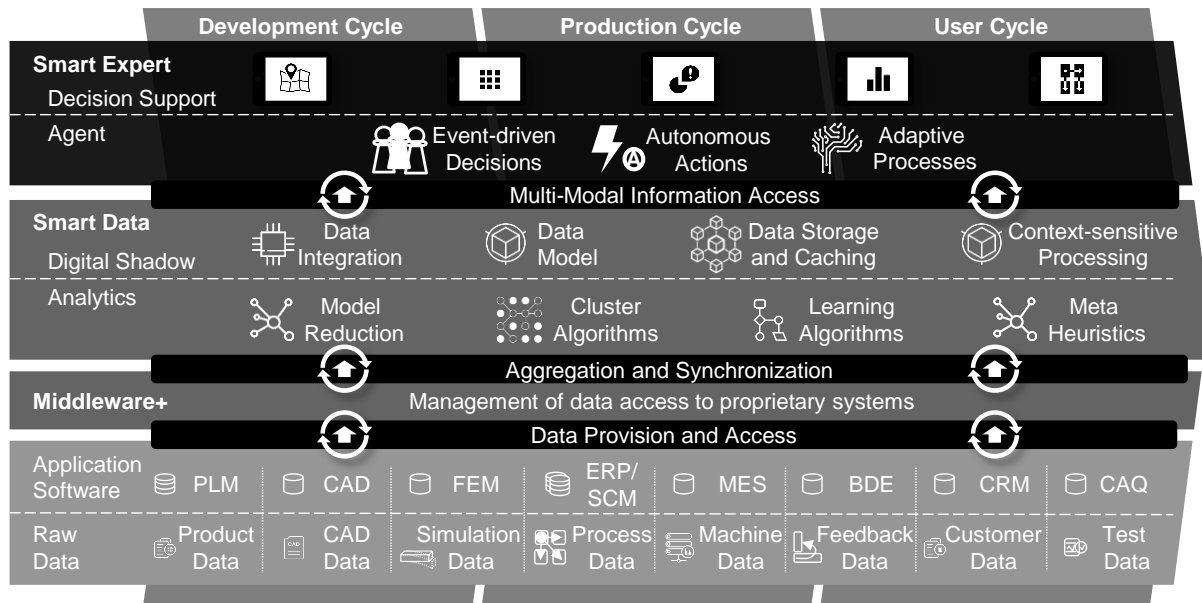 Development Cycle
Production Cycle
User Cycle
Smart Expert
Decision Support
Agent
Event-driven
Decisions
Autonomous
Actions
A
Adaptive
Processes
Multi-Modal Information Access
Smart Data
Digital Shadow
Data
Integration
Data
Model
Data Storage
and Caching
Context-sensitive
Processing
Analytics
Model
Reduction
Cluster
Algorithms
Learning
Algorithms
Meta
Heuristics
Aggregation and Synchronization
Middleware+
Management of data access to proprietary systems
Data Provision and Access
Application
Software
PLM
CAD
FEM
ERP/
SCM
MES
BDE
CRM
CAQ
Raw
Data
Product
Data
CAD
CAD
Data
Simulation
Data
Process
Data
Machine
Data
Feedback
Data
Customer
Data
Test
Data